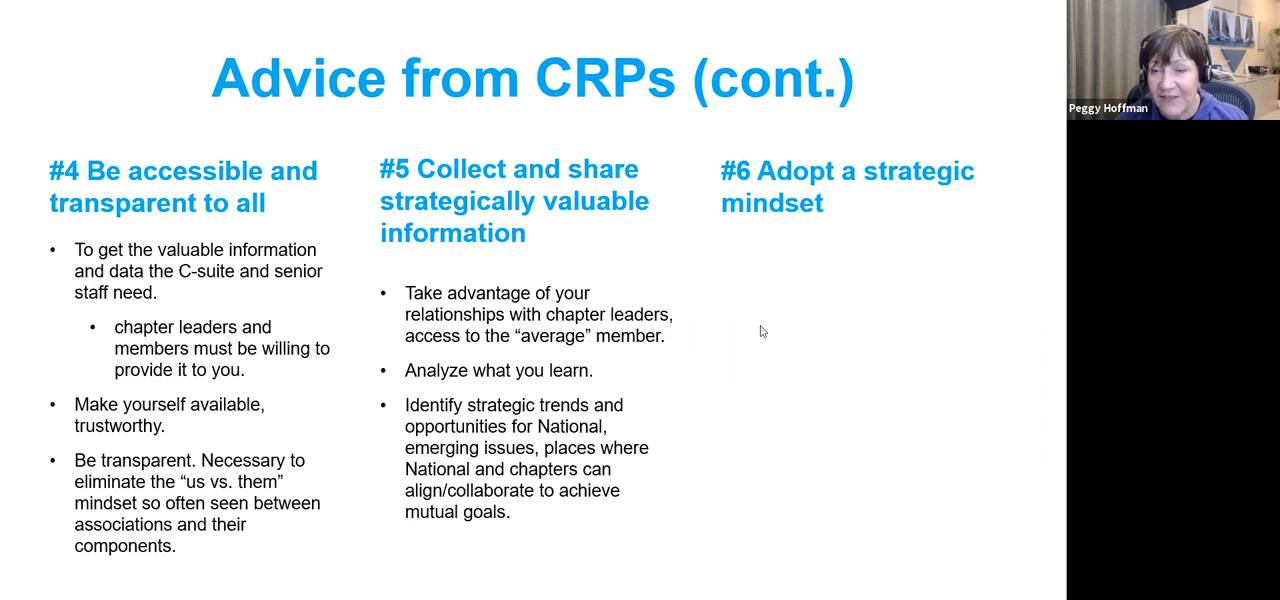 Advice from CRPs (cont.)
#4 Be accessible and
transparent to all
• To get the valuable information
and data the C-suite and senior
staff need.
• chapter leaders and
members must be willing to
provide it to you.
• Make yourself available,
trustworthy.
• Be transparent. Necessary to
eliminate the “us vs. them”
mindset so often seen between
associations and their
components.
#5 Collect and share
strategically valuable
information
• Take advantage of your
relationships with chapter leaders,
access to the “average” member.
• Analyze what you learn.
• Identify strategic trends and
opportunities for National,
emerging issues, places where
National and chapters can
align/collaborate to achieve
mutual goals.
#6 Adopt a strategic
mindset
Peggy Hoffman